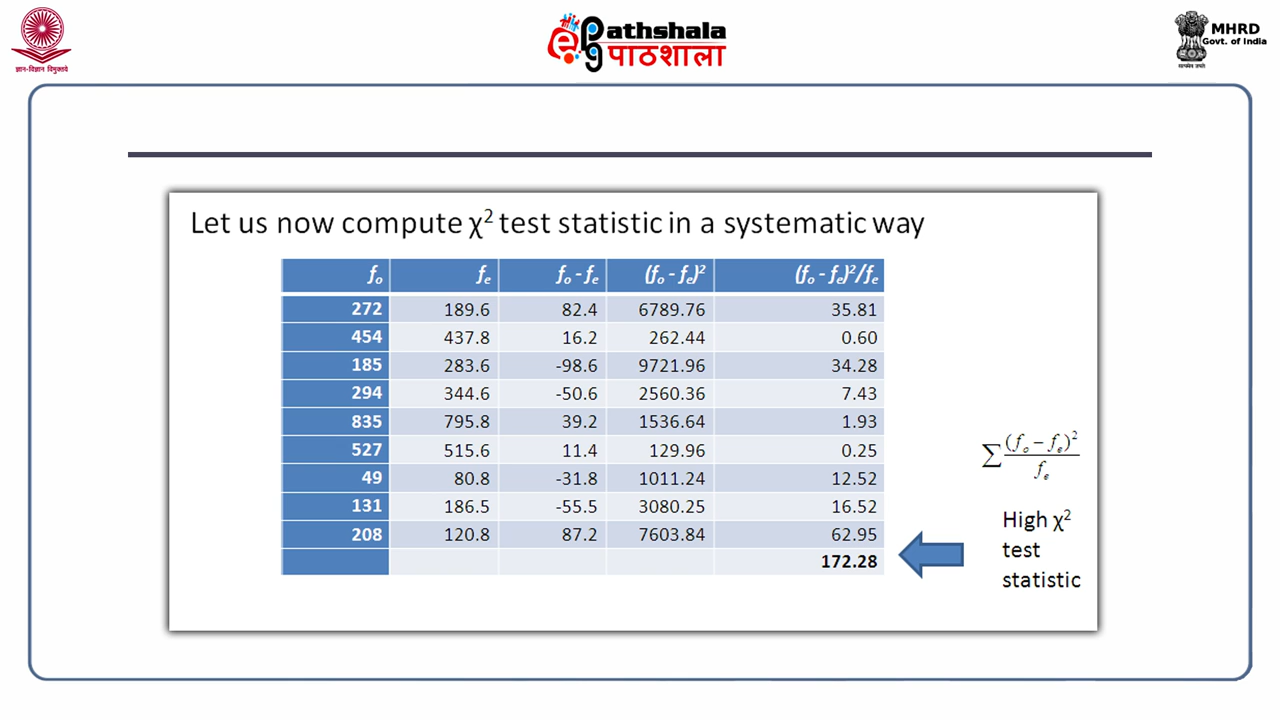 ज्ञान-विज्ञान विमुक्तये
epg Pathshala
पाठशाला
MHRD
Govt. of India
सत्यमेव जयते
Let us now compute χ² test statistic in a systematic way
fₒ fₑ fₒ - fₑ (fₒ - fₑ)² (fₒ - fₑ)²/fₑ
272 189.6 82.4 6789.76 35.81
454 437.8 16.2 262.44 0.60
185 283.6 -98.6 9721.96 34.28
294 344.6 -50.6 2560.36 7.43
835 795.8 39.2 1536.64 1.93
527 515.6 11.4 129.96 0.25
49 80.8 -31.8 1011.24 12.52
131 186.5 -55.5 3080.25 16.52
208 120.8 87.2 7603.84 62.95
172.28
∑ (fₒ - fₑ)²
fₑ
High χ²
test
statistic